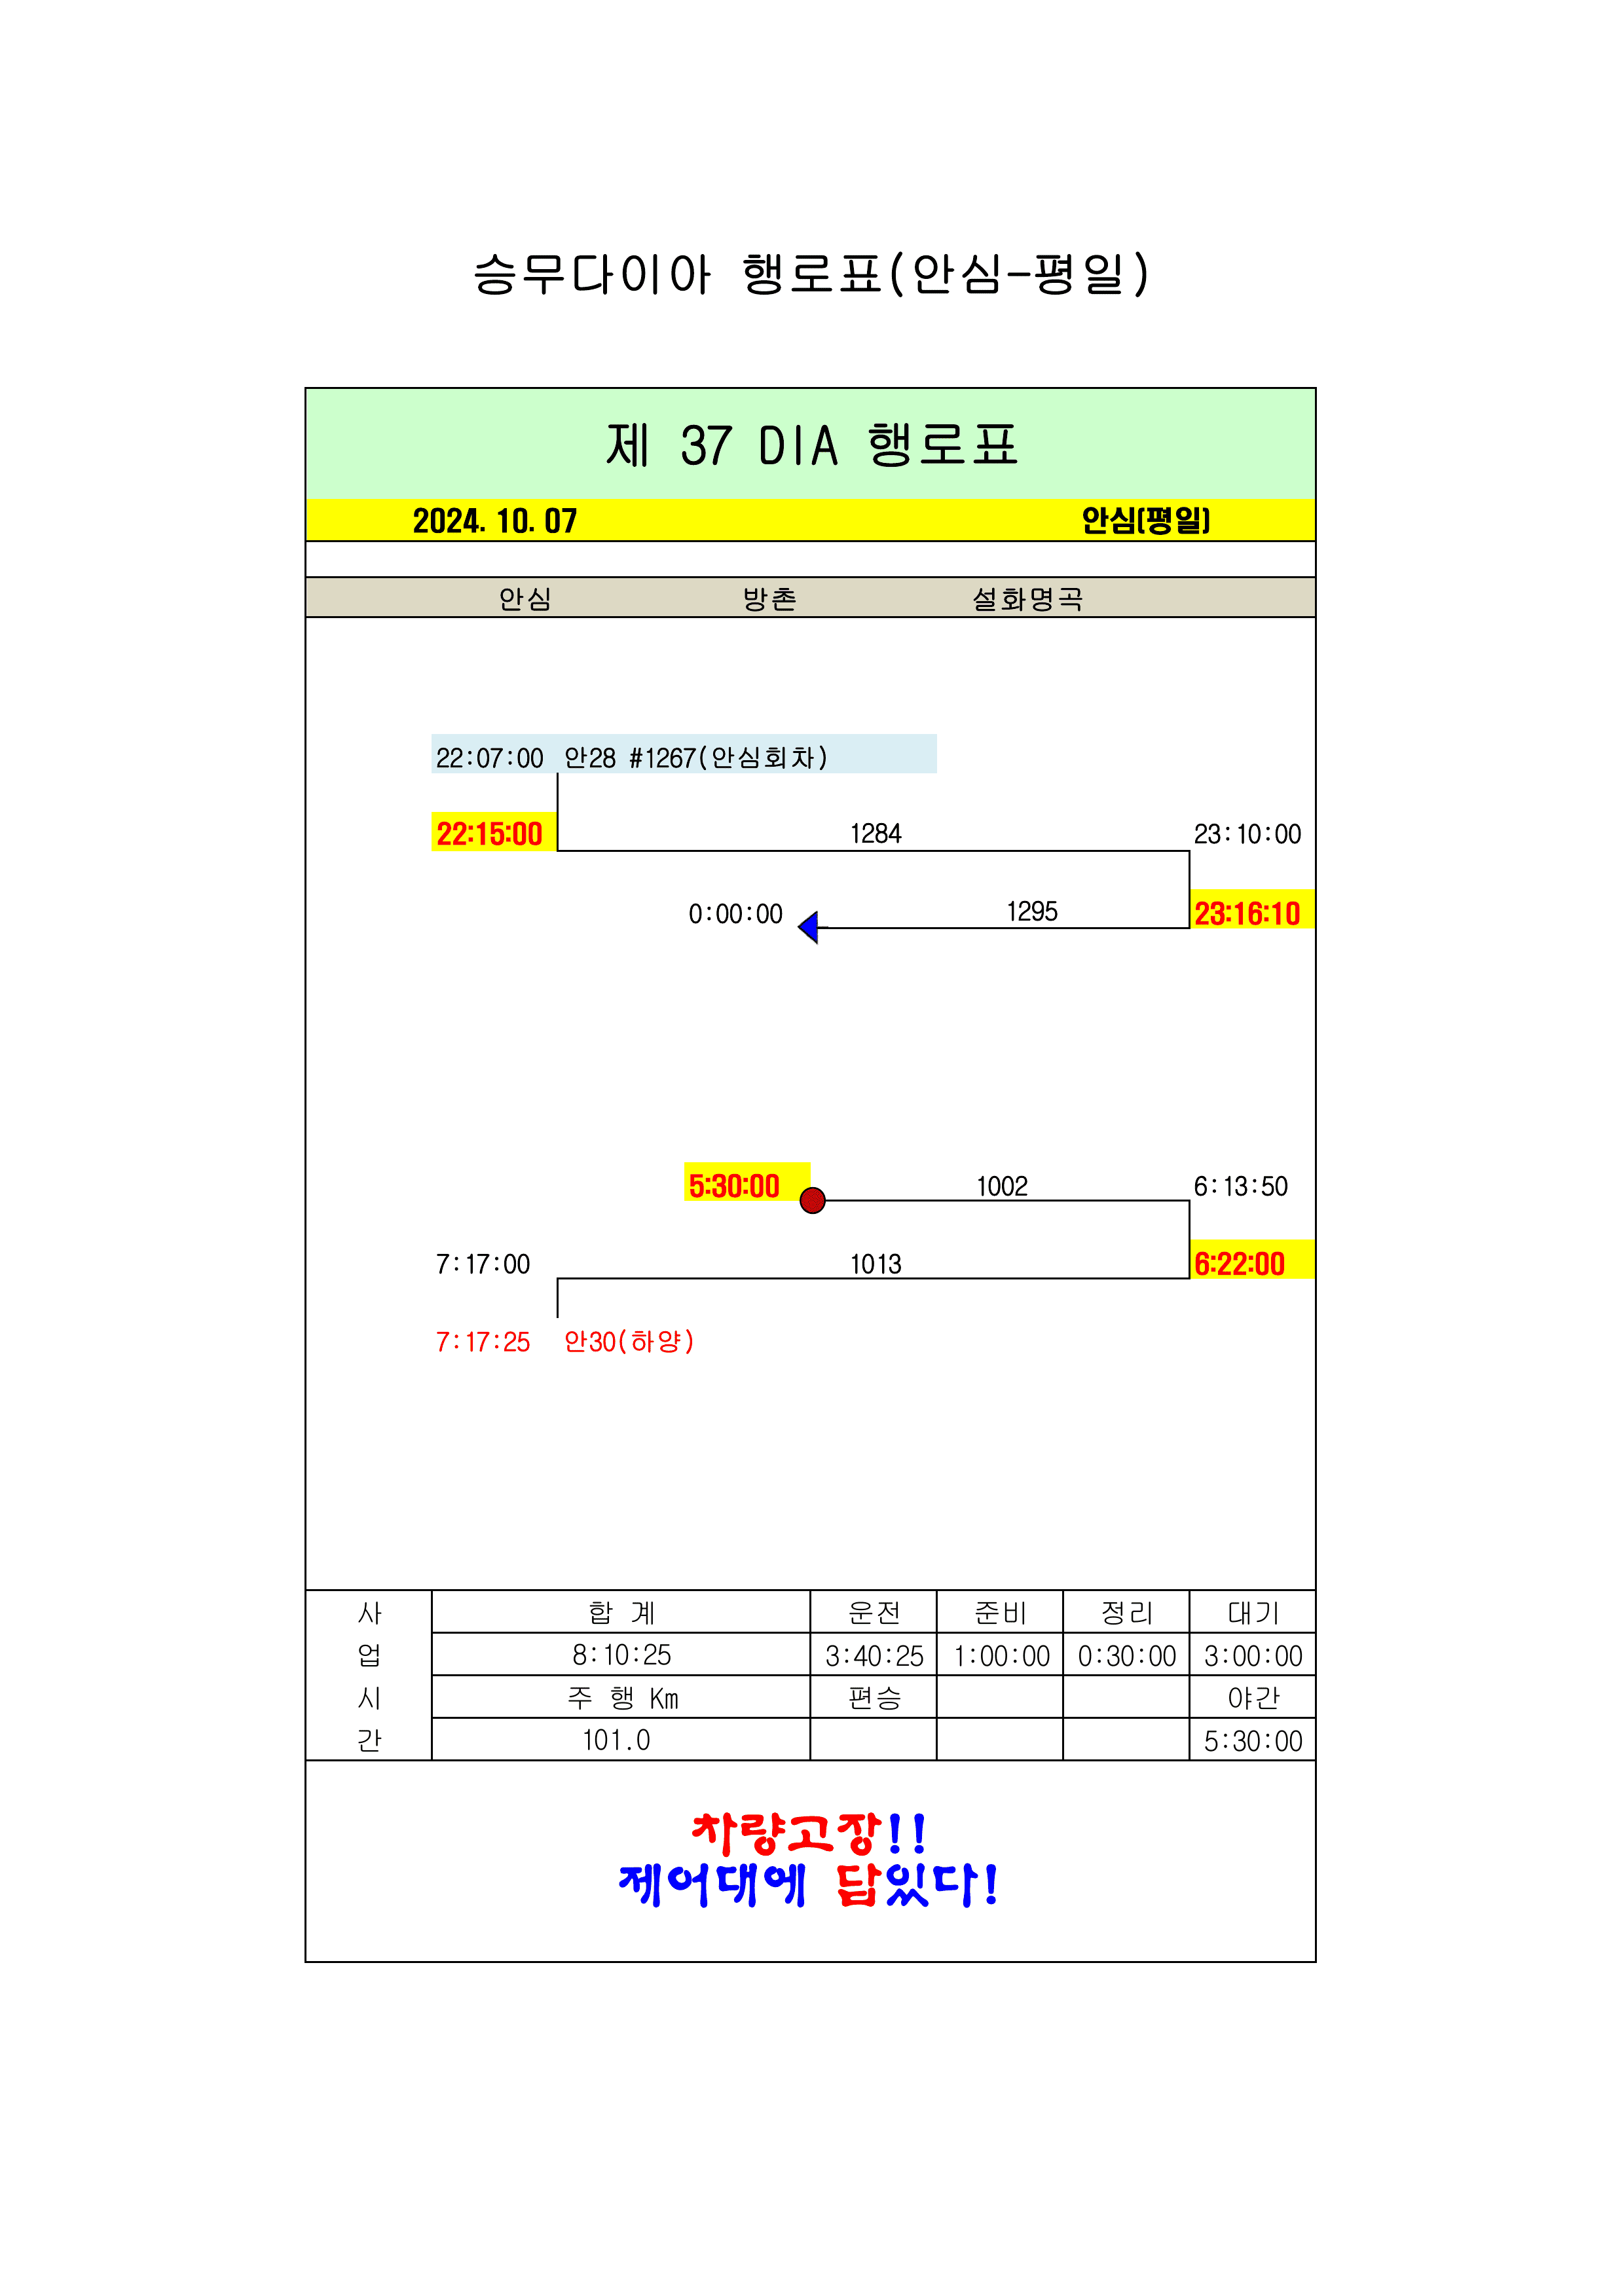 승무다이아 행로표(안심-평일)
제 37 DIA 행로표
2024. 10. 07 안심(평일)
안심 방촌 설화명곡
22:07:00 안28 #1267(안심회차)
22:15:00 1284 23:10:00
0:00:00 1295 23:16:10
5:30:00 1002 6:13:50
7:17:00 1013 6:22:00
7:17:25 안30(하양)
사 합 계 운전 준비 정리 대기
업 8:10:25 3:40:25 1:00:00 0:30:00 3:00:00
시 주 행 Km 편승 야간
간 101.0 5:30:00
차량고장!!
제어대에 답있다!